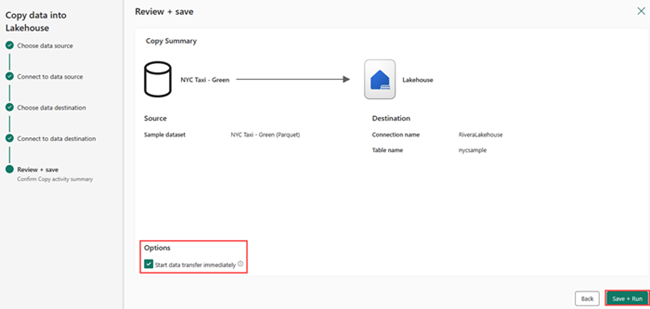 Copy data into
Lakehouse
Choose data source
Connect to data source
Choose data destination
Connect to data destination
Review + save
Confirm Copy activity summary
Review + save
Copy Summary
NYC Taxi - Green
Lakehouse
Source
Destination
Sample dataset
NYC Taxi - Green (Parquet)
Connection name
RiveraLakehouse
Table name
nycsample
Options
Start data transfer immediately
Back
Save + Run